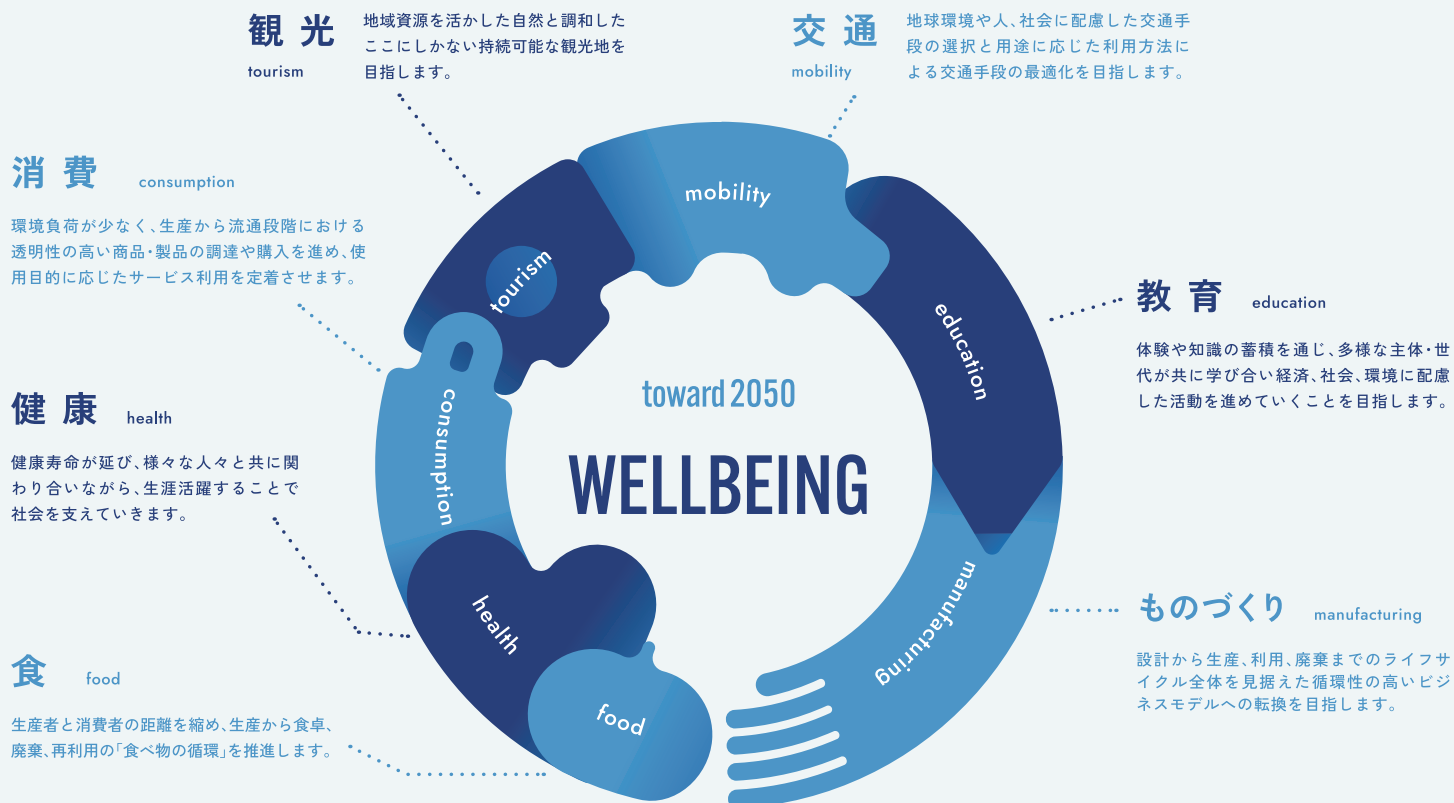 観光
tourism
地域資源を活かした自然と調和した
ここにしかない持続可能な観光地を
目指します。
交通
mobility
地球環境や人、社会に配慮した交通手
段の選択と用途に応じた利用方法に
よる交通手段の最適化を目指します。
消費
consumption
環境負荷が少なく、生産から流通段階における
透明性の高い商品・製品の調達や購入を進め、使
用目的に応じたサービス利用を定着させます。
教育
education
体験や知識の蓄積を通じ、多様な主体・世
代が共に学び合い経済、社会、環境に配慮
した活動を進めていくことを目指します。
健康
health
健康寿命が延び、様々な人々と共に関
わり合いながら、生涯活躍することで
社会を支えていきます。
ものづくり
manufacturing
設計から生産、利用、廃棄までのライフサ
イクル全体を見据えた循環性の高いビジ
ネスモデルへの転換を目指します。
食
food
生産者と消費者の距離を縮め、生産から食卓、
廃棄、再利用の「食べ物の循環」を推進します。
mobility
tourism
education
consumption
health
manufacturing
food
toward 2050
WELLBEING